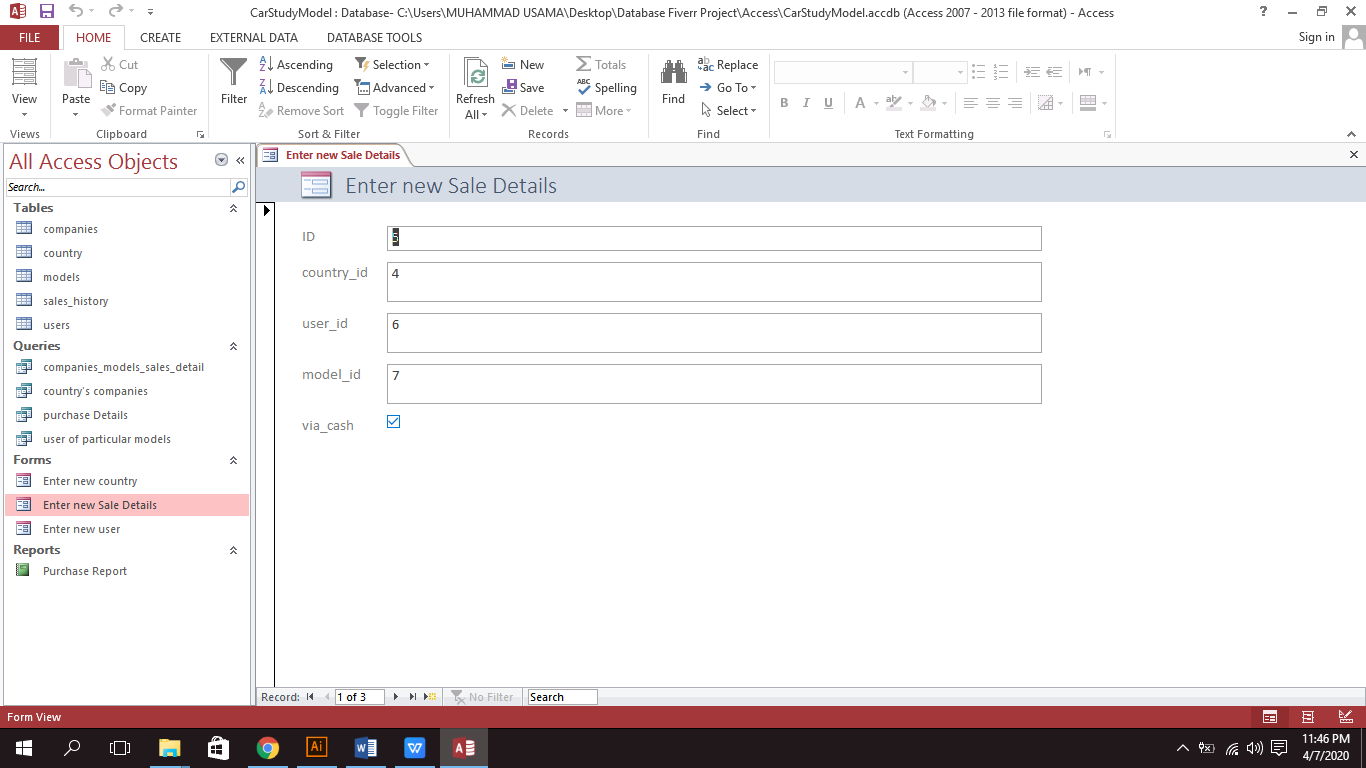 CarStudyModel : Database- C:\Users\MUHAMMAD USAMA\Desktop\Database Fiverr Project\Access\CarStudyModel.accdb (Access 2007 - 2013 file format) - Access
FILE HOME CREATE EXTERNAL DATA DATABASE TOOLS Sign in
View
Views
Paste
Cut
Copy
Format Painter
Clipboard
Filter
Ascending
Descending
Remove Sort
Selection
Advanced
Toggle Filter
Sort & Filter
Refresh
All
New
Save
Delete
Totals
Spelling
More
Records
Find
Replace
Go To
Select
Find
B I U A
Text Formatting
All Access Objects
Search...
Tables
companies
country
models
sales_history
users
Queries
companies_models_sales_detail
country's companies
purchase Details
user of particular models
Forms
Enter new country
Enter new Sale Details
Enter new user
Reports
Purchase Report
Enter new Sale Details
Enter new Sale Details
ID 5
country_id 4
user_id 6
model_id 7
via_cash
Record: 1 of 3 No Filter Search
Form View
11:46 PM
4/7/2020